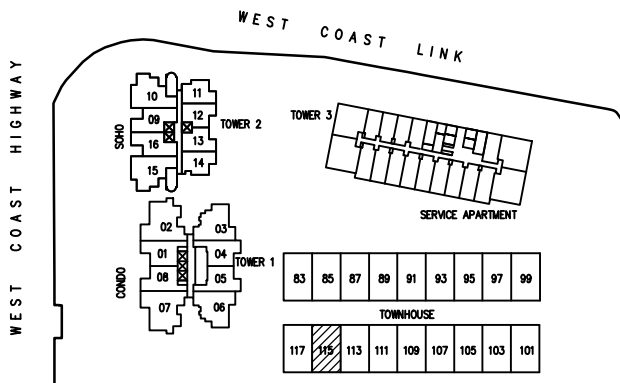 WEST COAST LINK
WEST COAST HIGHWAY
10
11
09
12
TOWER 2
SOHO
16
13
15
14
TOWER 3
SERVICE APARTMENT
02
03
01
04
TOWER 1
CONDO
08
05
07
06
83 85 87 89 91 93 95 97 99
TOWNHOUSE
117 115 113 111 109 107 105 103 101